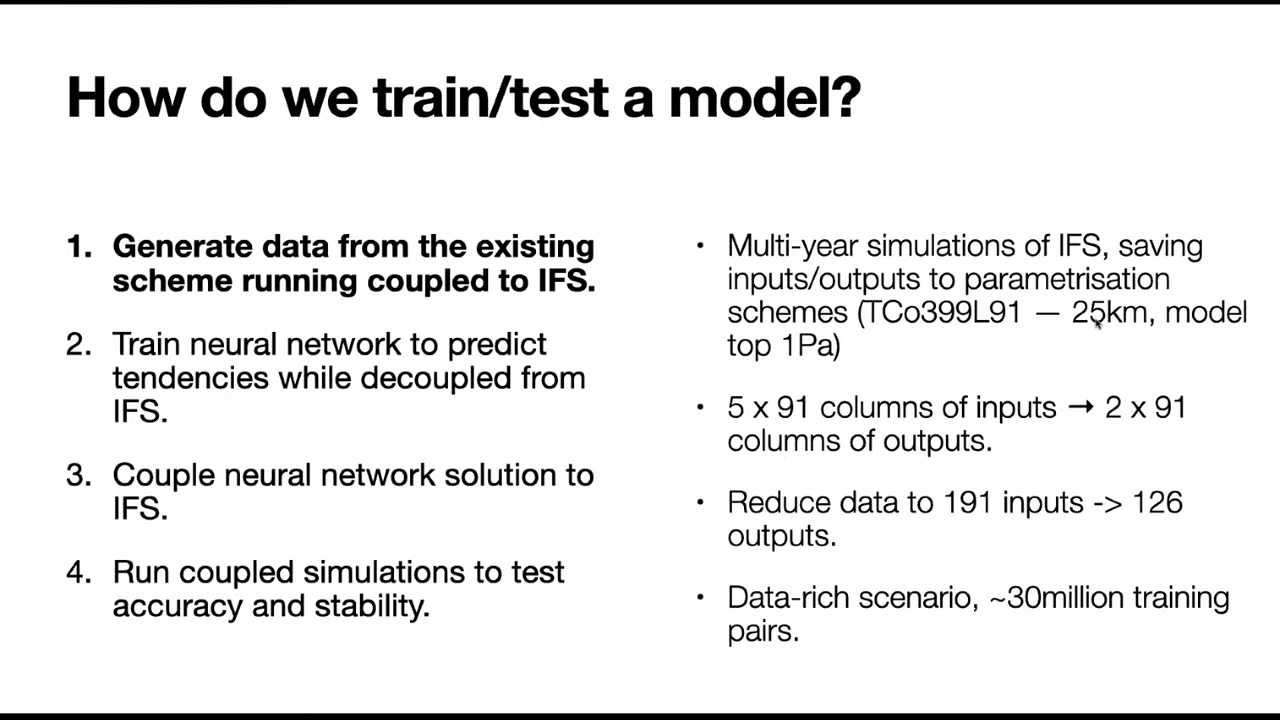 How do we train/test a model?
1. Generate data from the existing
scheme running coupled to IFS.
2. Train neural network to predict
tendencies while decoupled from
IFS.
3. Couple neural network solution to
IFS.
4. Run coupled simulations to test
accuracy and stability.
• Multi-year simulations of IFS, saving
inputs/outputs to parametrisation
schemes (TCo399L91 — 25km, model
top 1Pa)
• 5 x 91 columns of inputs → 2 x 91
columns of outputs.
• Reduce data to 191 inputs -> 126
outputs.
• Data-rich scenario, ~30million training
pairs.